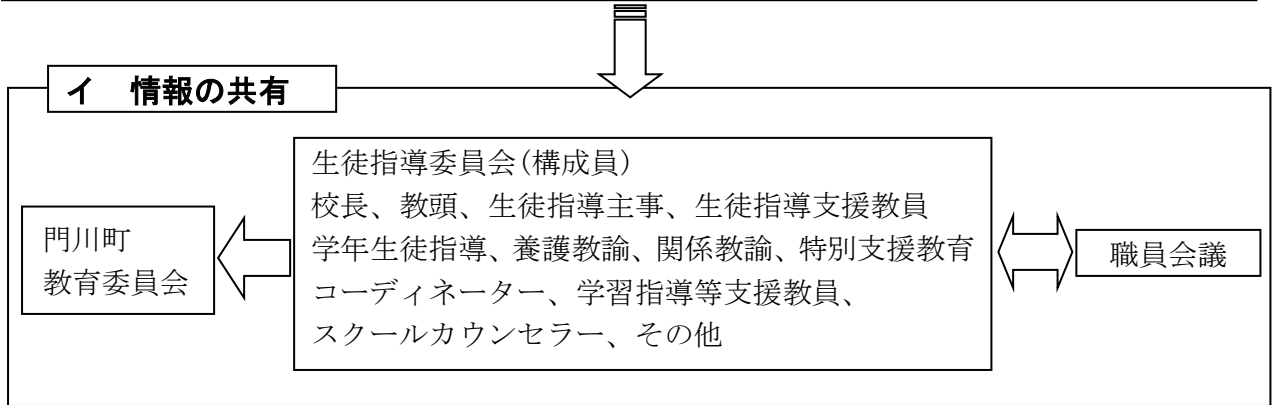 イ　情報の共有
生徒指導委員会(構成員)
校長、教頭、生徒指導主事、生徒指導支援教員
学年生徒指導、養護教諭、関係教諭、特別支援教育
コーディネーター、学習指導等支援教員、
スクールカウンセラー、その他
門川町
教育委員会
職員会議